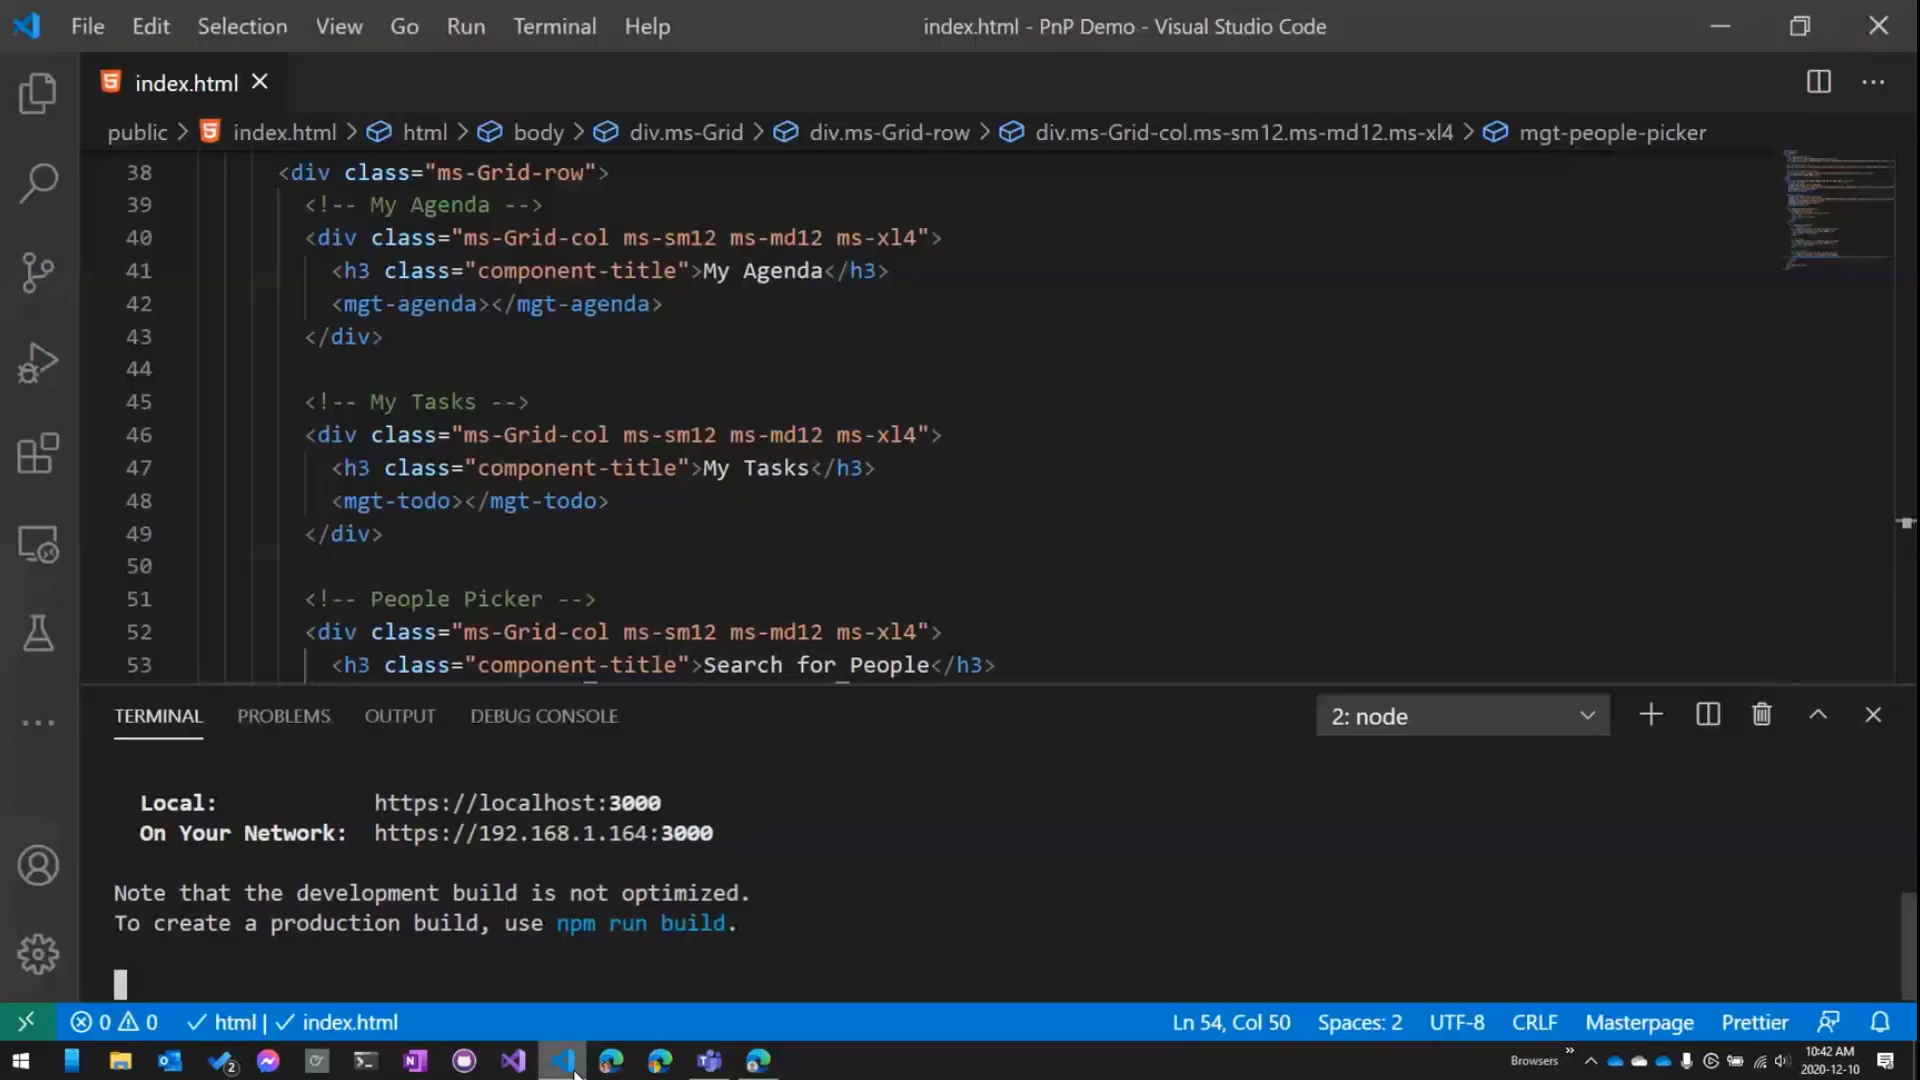 File Edit Selection View Go Run Terminal Help index.html - PnP Demo - Visual Studio Code
index.html
public > index.html > html > body > div.ms-Grid > div.ms-Grid-row > div.ms-Grid-col.ms-sm12.ms-md12.ms-xl4 > mgt-people-picker
38 <div class="ms-Grid-row">
39 <!-- My Agenda -->
40 <div class="ms-Grid-col ms-sm12 ms-md12 ms-xl4">
41 <h3 class="component-title">My Agenda</h3>
42 <mgt-agenda></mgt-agenda>
43 </div>
44
45 <!-- My Tasks -->
46 <div class="ms-Grid-col ms-sm12 ms-md12 ms-xl4">
47 <h3 class="component-title">My Tasks</h3>
48 <mgt-todo></mgt-todo>
49 </div>
50
51 <!-- People Picker -->
52 <div class="ms-Grid-col ms-sm12 ms-md12 ms-xl4">
53 <h3 class="component-title">Search for People</h3>
TERMINAL PROBLEMS OUTPUT DEBUG CONSOLE 2: node
Local: https://localhost:3000
On Your Network: https://192.168.1.164:3000
Note that the development build is not optimized.
To create a production build, use npm run build.
0 0 html | index.html Ln 54, Col 50 Spaces: 2 UTF-8 CRLF Masterpage Prettier
2 Browsers » 10:42 AM
2020-12-10